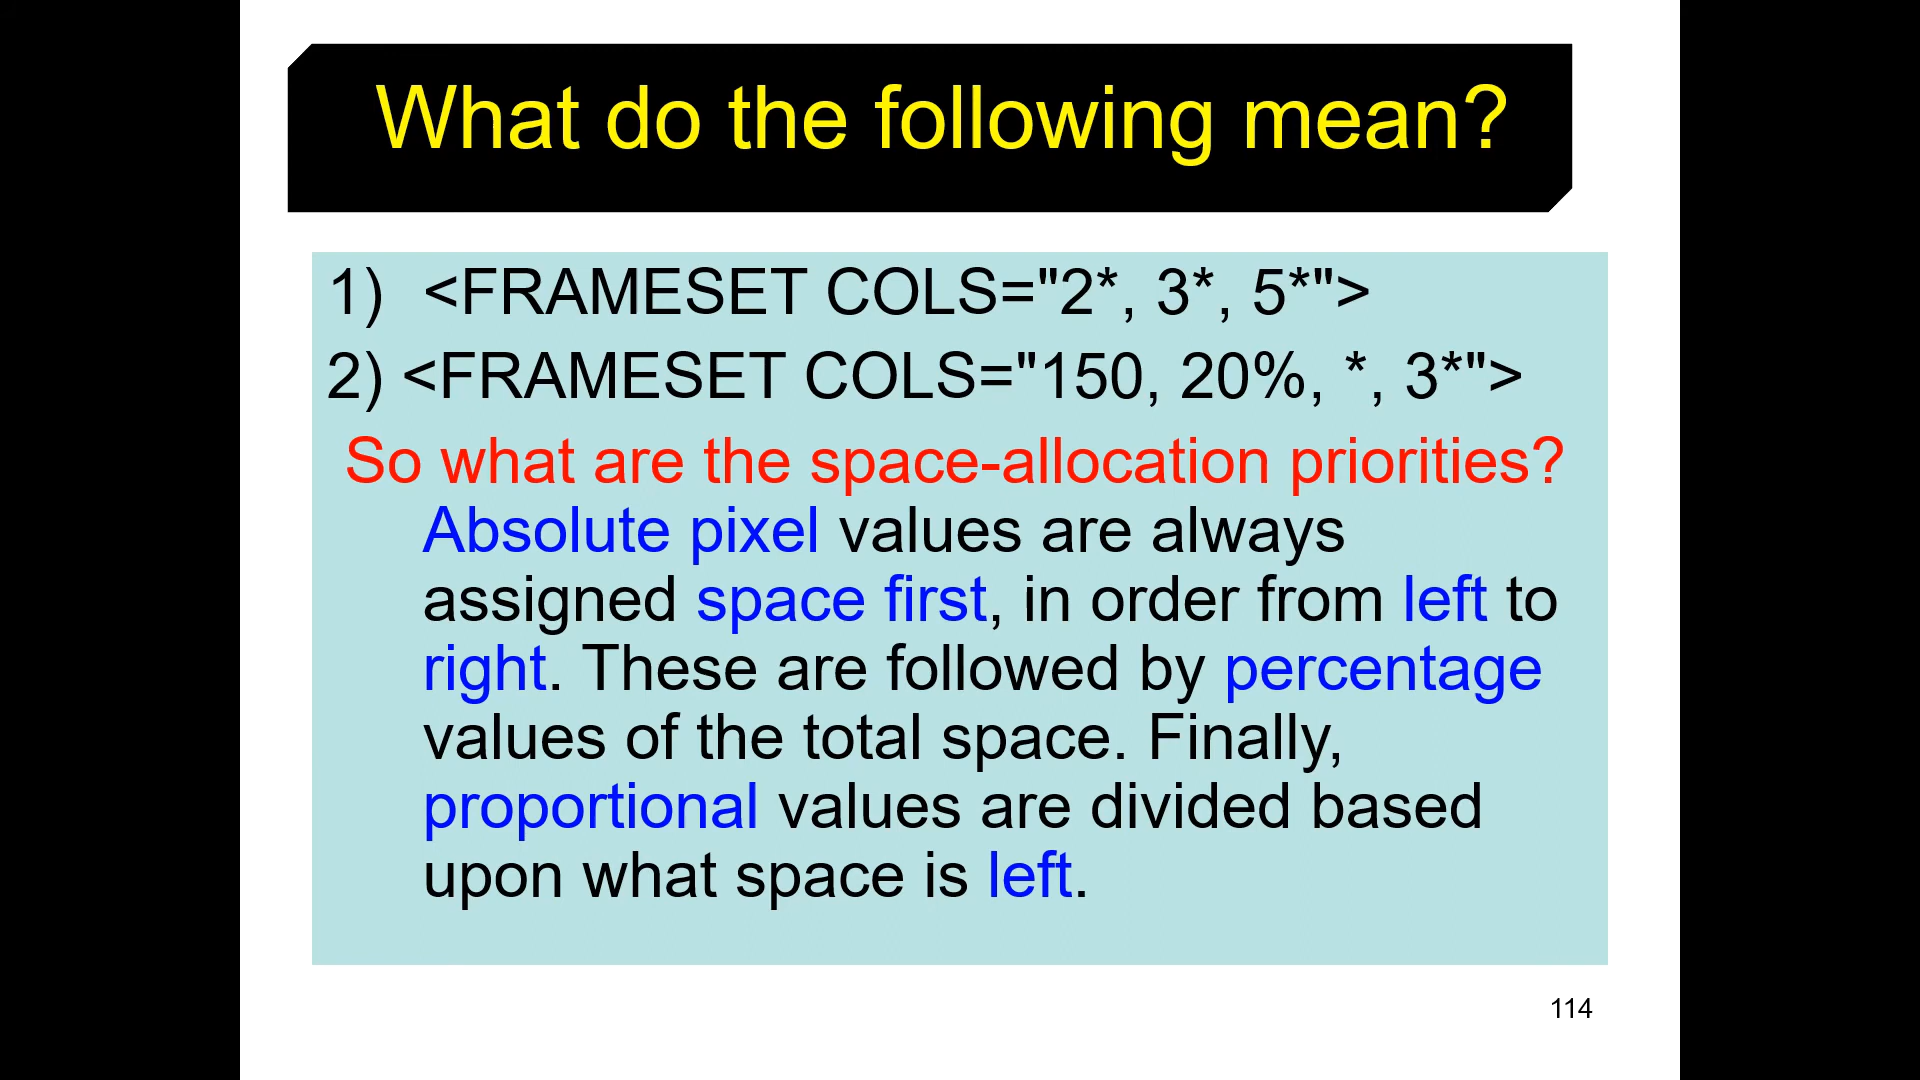 What do the following mean?
1) <FRAMESET COLS="2*, 3*, 5*">
2) <FRAMESET COLS="150, 20%, *, 3*">
So what are the space-allocation priorities?
Absolute pixel values are always
assigned space first, in order from left to
right. These are followed by percentage
values of the total space. Finally,
proportional values are divided based
upon what space is left.
114